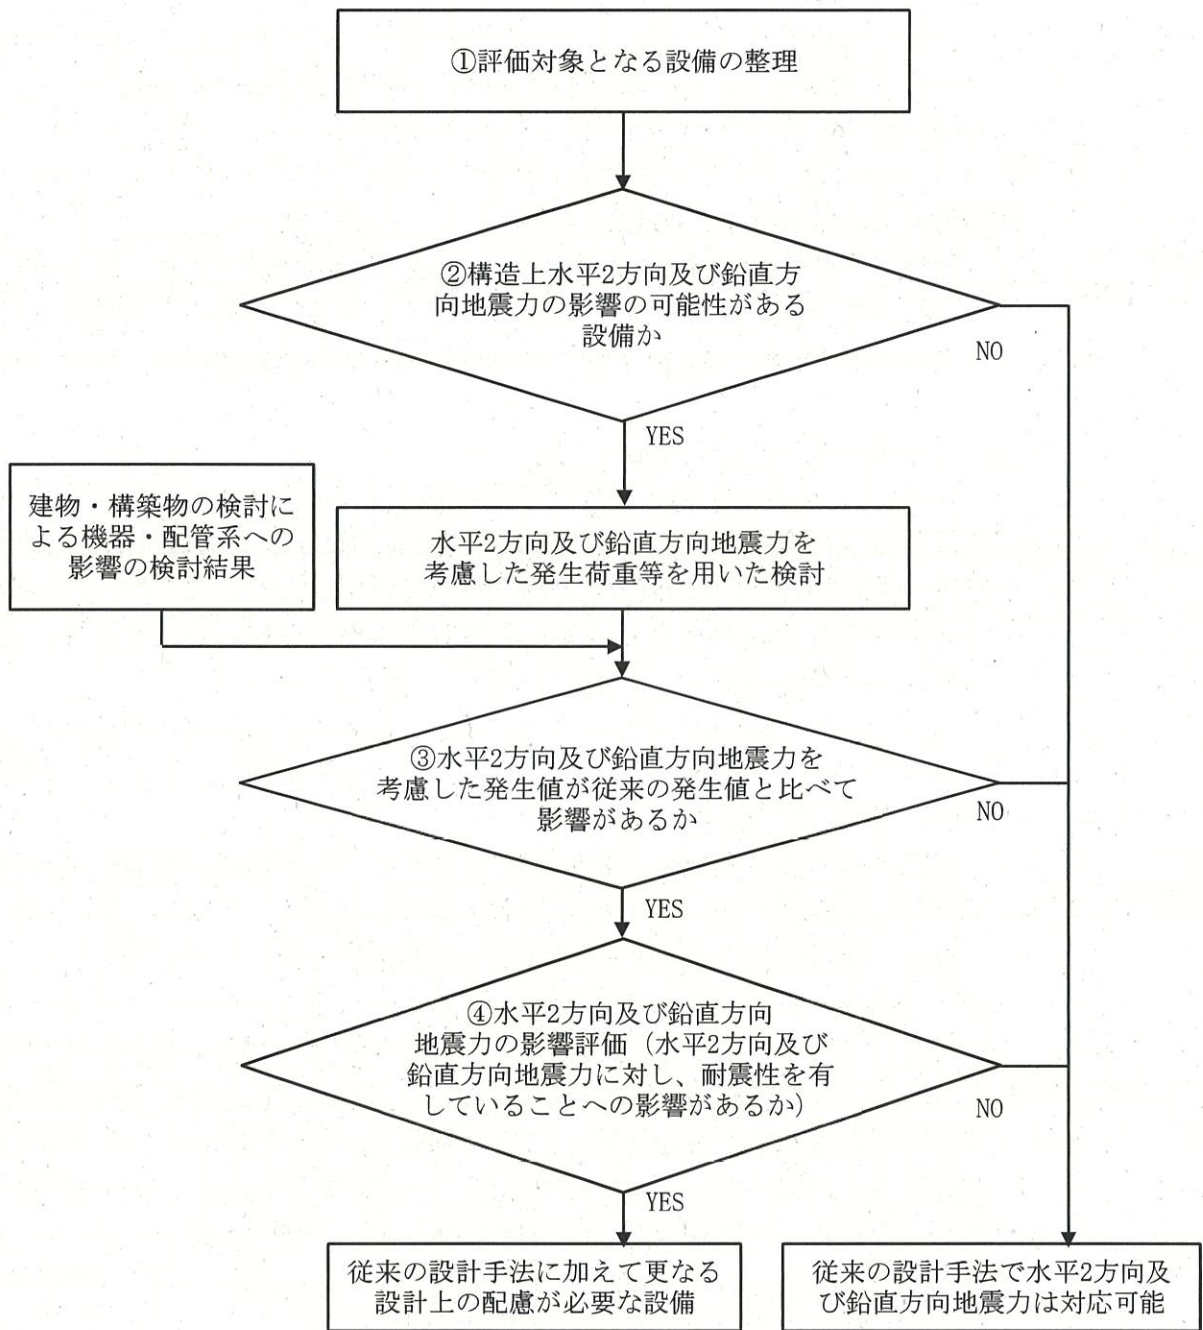 ①評価対象となる設備の整理
②構造上水平2方向及び鉛直方
向地震力の影響の可能性がある
設備か
NO
YES
建物・構築物の検討に
よる機器・配管系への
影響の検討結果
水平2方向及び鉛直方向地震力を
考慮した発生荷重等を用いた検討
③水平2方向及び鉛直方向地震力を
考慮した発生値が従来の発生値と比べて
影響があるか
NO
YES
④水平2方向及び鉛直方向
地震力の影響評価（水平2方向及び
鉛直方向地震力に対し、耐震性を有
していることへの影響があるか）
NO
YES
従来の設計手法に加えて更なる
設計上の配慮が必要な設備
従来の設計手法で水平2方向及
び鉛直方向地震力は対応可能